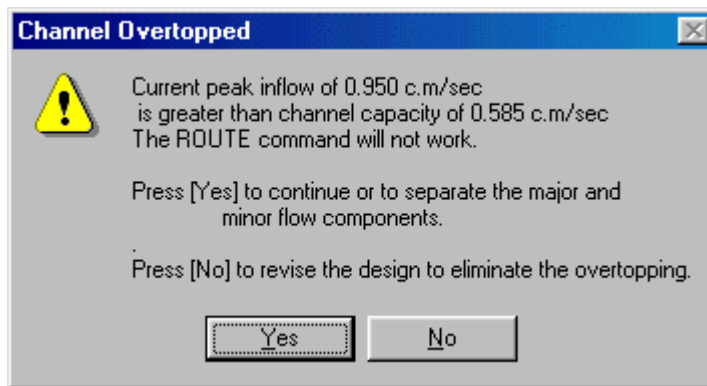 Channel Overtopped
Current peak inflow of 0.950 c.m/sec
is greater than channel capacity of 0.585 c.m/sec
The ROUTE command will not work.
Press [Yes] to continue or to separate the major and
minor flow components.
.
Press [No] to revise the design to eliminate the overtopping.
Yes
No